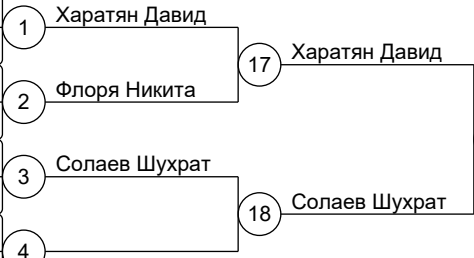 1 Харатян Давид
17 Харатян Давид
2 Флоря Никита
3 Солаев Шухрат
18 Солаев Шухрат
4